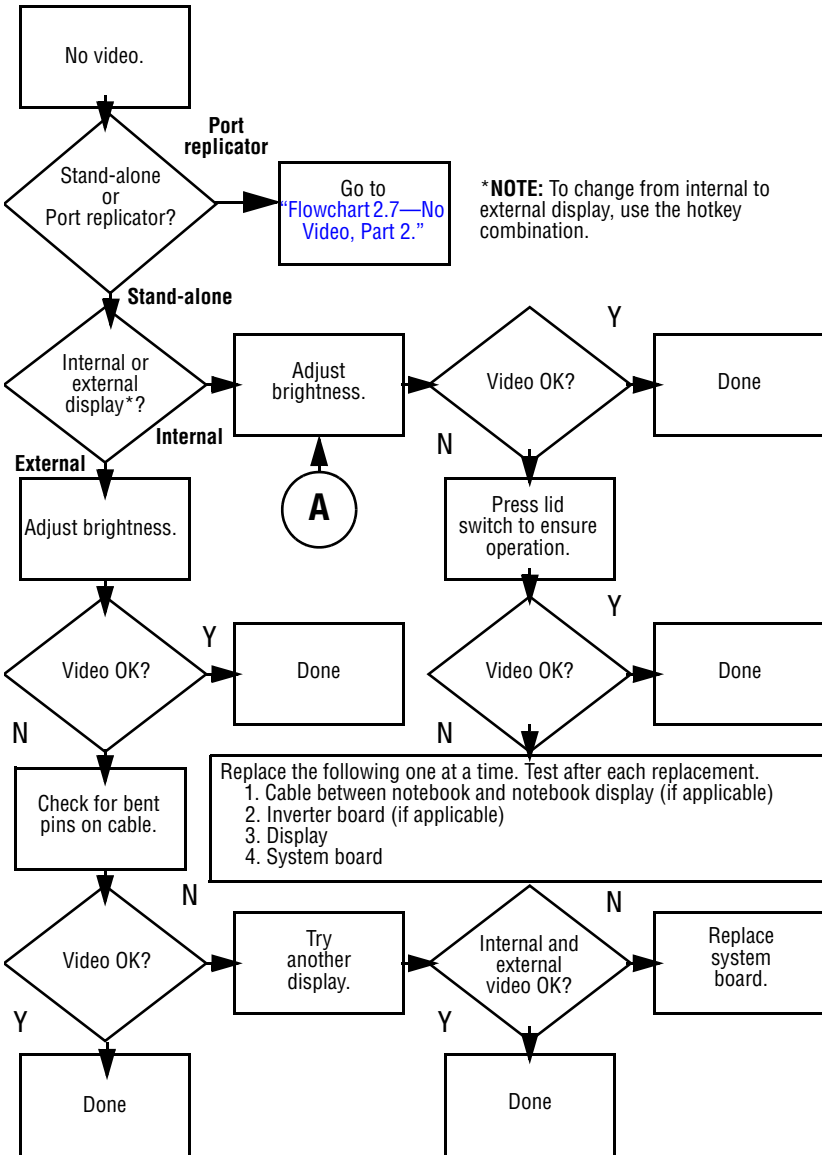 No video.
Port
replicator
Stand-alone
or
Port replicator?
Go to
“Flowchart 2.7—No
Video, Part 2.”
*NOTE: To change from internal to
external display, use the hotkey
combination.
Stand-alone
Internal or
external
display*?
Internal
External
Adjust
brightness.
Video OK?
Y
Done
N
A
Adjust brightness.
Press lid
switch to ensure
operation.
Video OK?
Y
Done
N
Video OK?
Y
Done
N
Check for bent
pins on cable.
Replace the following one at a time. Test after each replacement.
1. Cable between notebook and notebook display (if applicable)
2. Inverter board (if applicable)
3. Display
4. System board
Video OK?
N
Try
another
display.
Internal and
external
video OK?
N
Replace
system
board.
Y
Done
Y
Done